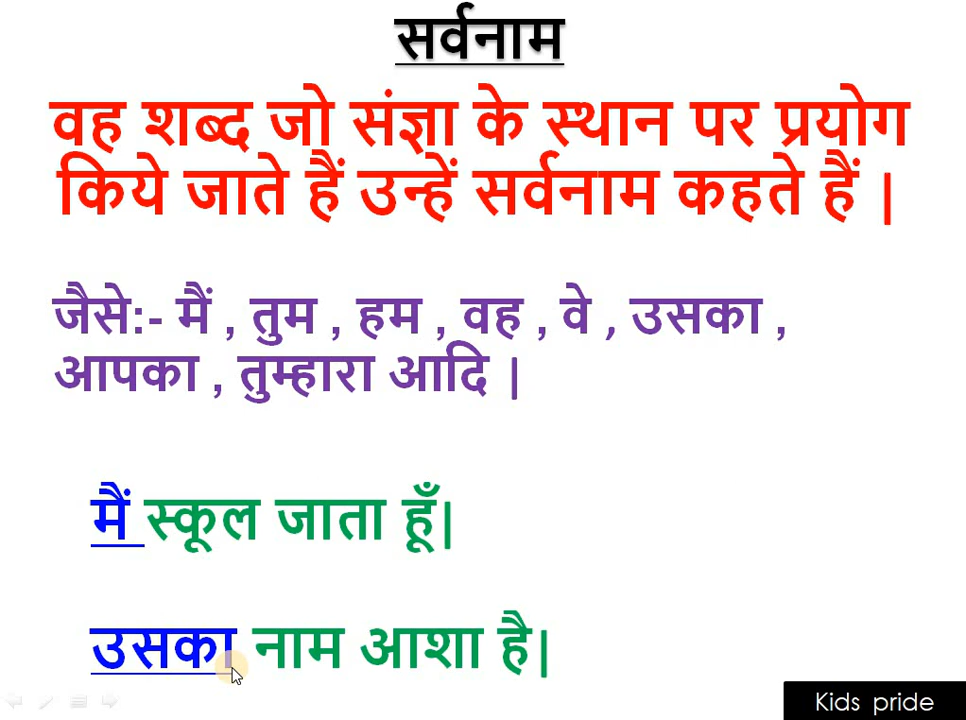 सर्वनाम
वह शब्द जो संज्ञा के स्थान पर प्रयोग
किये जाते हैं उन्हें सर्वनाम कहते हैं |
जैसे:- मैं , तुम , हम , वह , वे , उसका ,
आपका , तुम्हारा आदि |
मैं स्कूल जाता हूँ|
उसका नाम आशा है|
Kids pride